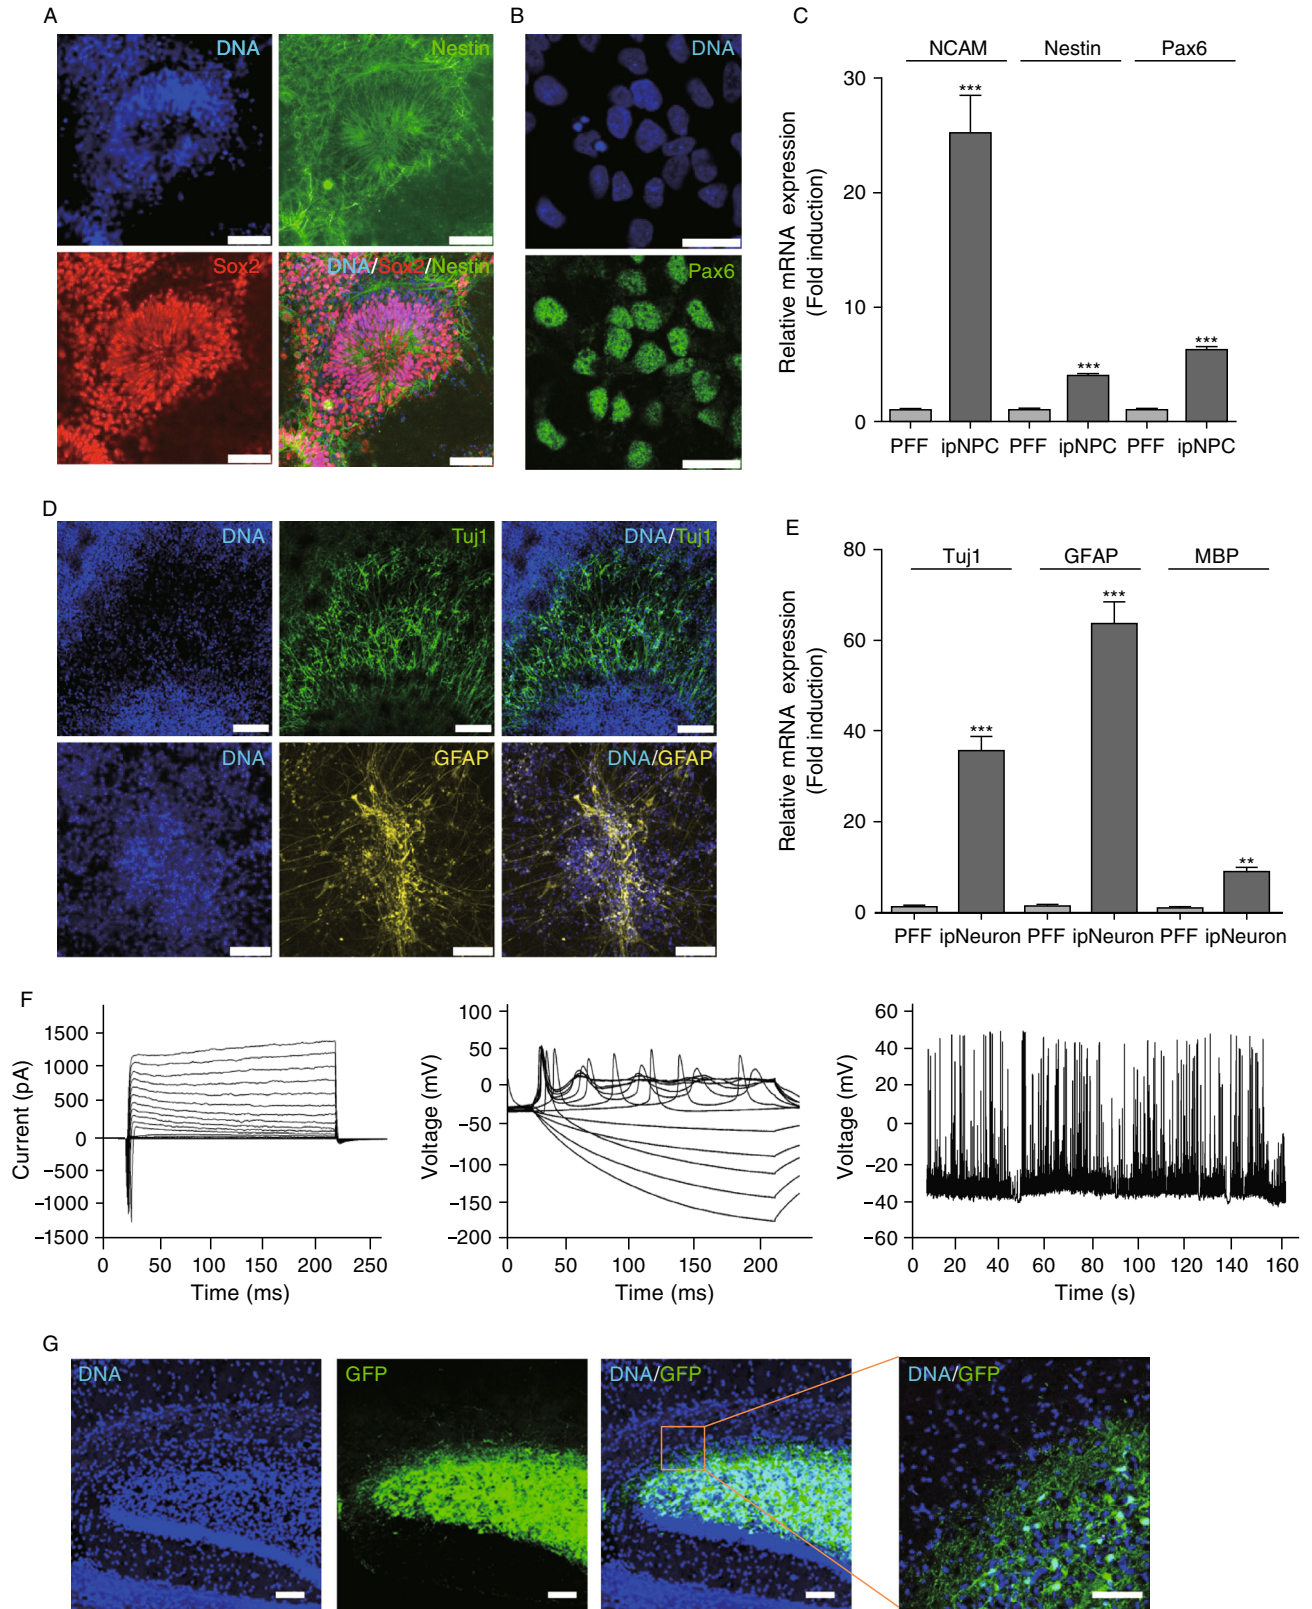 A
DNA
Nestin
Sox2
DNA/Sox2/Nestin
B
DNA
Pax6
C
NCAM Nestin Pax6
Relative mRNA expression
(Fold induction)
30
20
10
0
*** *** ***
PFF ipNPC PFF ipNPC PFF ipNPC
D
DNA Tuj1 DNA/Tuj1
DNA GFAP DNA/GFAP
E
Tuj1 GFAP MBP
Relative mRNA expression
(Fold induction)
80
60
40
20
0
*** *** **
PFF ipNeuron PFF ipNeuron PFF ipNeuron
F
Current (pA)
1500
1000
500
0
−500
−1000
−1500
0 50 100 150 200 250
Time (ms)
Voltage (mV)
100
50
0
−50
−100
−150
−200
0 50 100 150 200
Time (ms)
Voltage (mV)
60
40
20
0
−20
−40
−60
0 20 40 60 80 100 120 140 160
Time (s)
G
DNA GFP DNA/GFP DNA/GFP